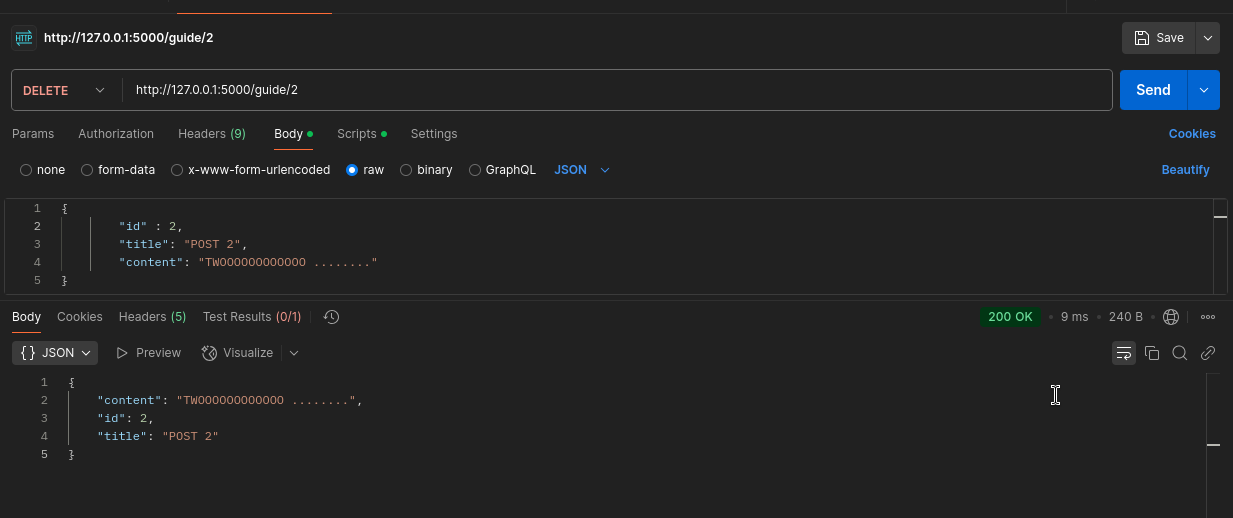 HTTP http://127.0.0.1:5000/guide/2 Save
DELETE http://127.0.0.1:5000/guide/2 Send
Params Authorization Headers (9) Body Scripts Settings Cookies
none form-data x-www-form-urlencoded raw binary GraphQL JSON Beautify
1 {
2 "id" : 2,
3 "title": "POST 2",
4 "content": "TWOOOOOOOOOOOO ........"
5 }
Body Cookies Headers (5) Test Results (0/1) 200 OK • 9 ms • 240 B
{} JSON Preview Visualize
1 {
2 "content": "TWOOOOOOOOOOOO ........",
3 "id": 2,
4 "title": "POST 2"
5 }